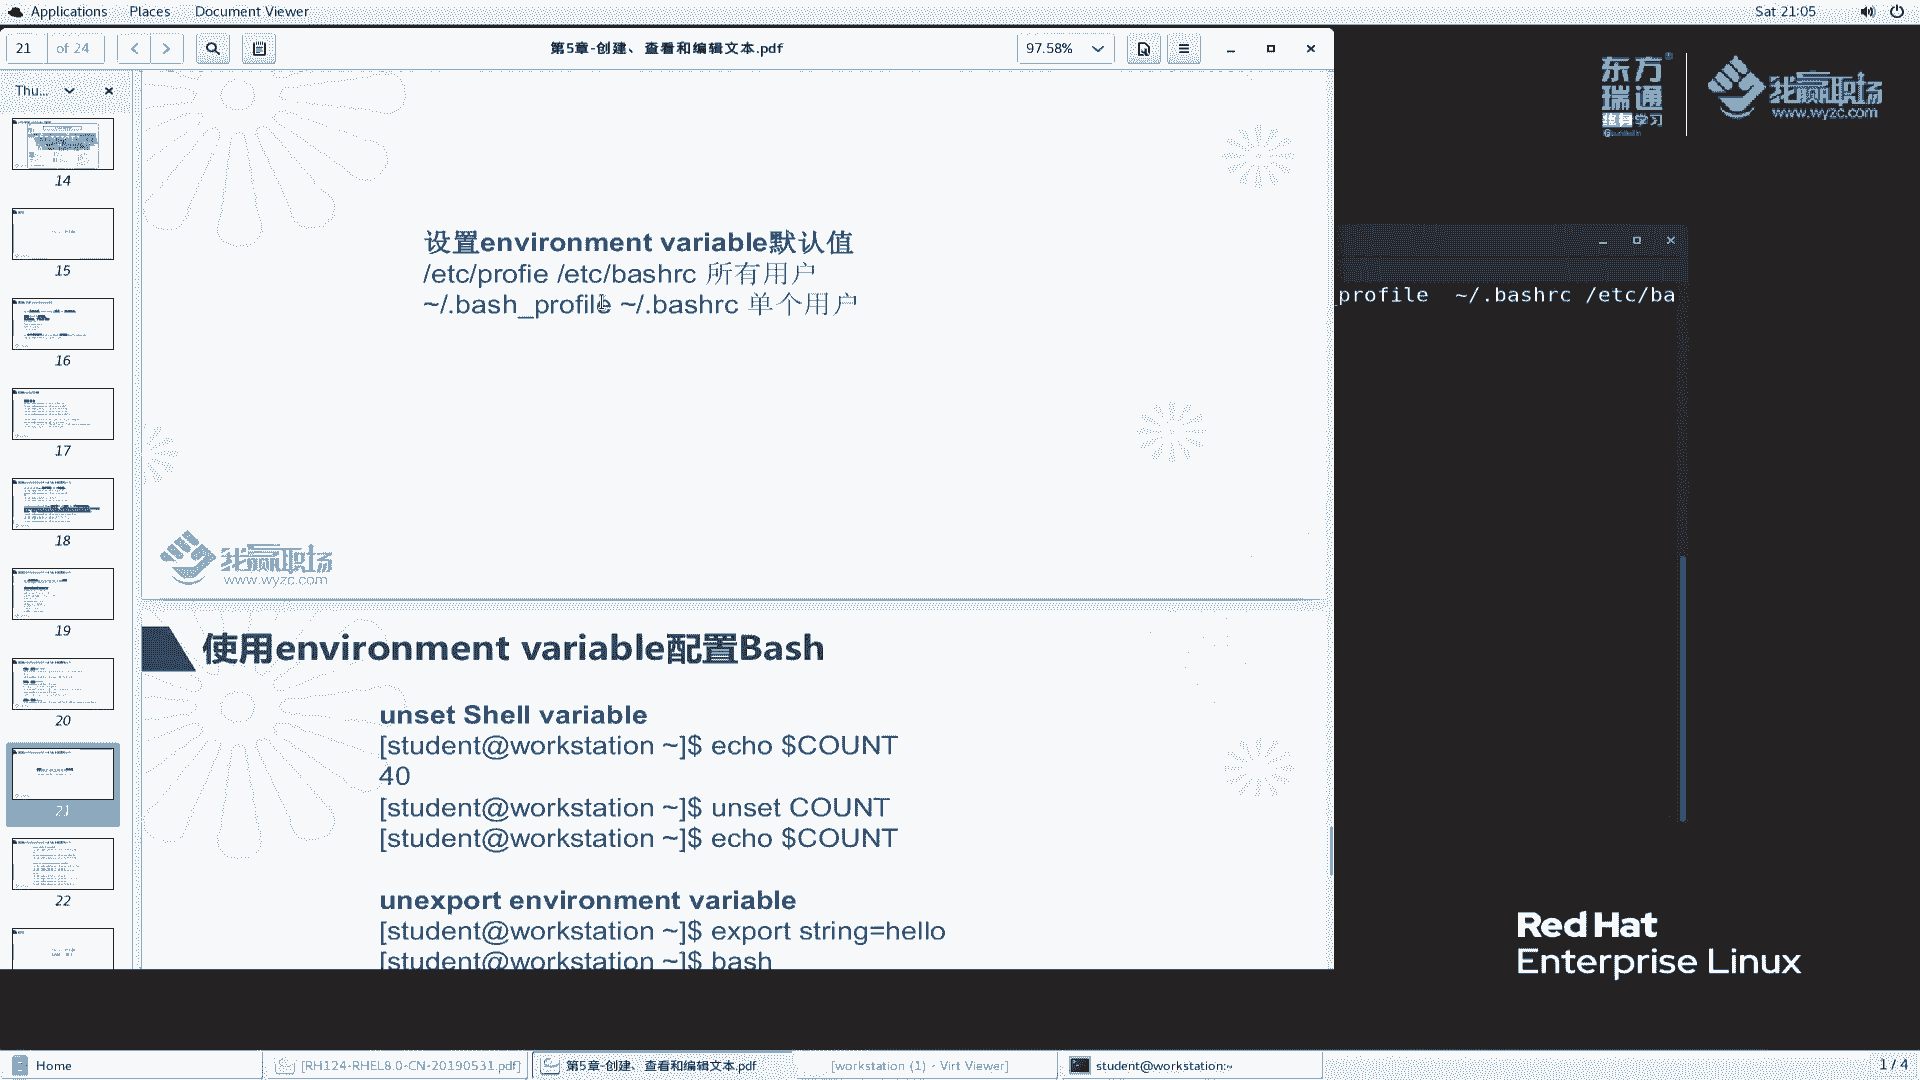 Applications Places Document Viewer Sat 21:05
21 of 24 第5章-创建、查看和编辑文本.pdf 97.58%
Thu...
14
15
16
17
18
19
20
21
22
设置environment variable默认值
/etc/profie /etc/bashrc 所有用户
~/.bash_profile ~/.bashrc 单个用户
我赢职场
www.wyzc.com
使用environment variable配置Bash
unset Shell variable
[student@workstation ~]$ echo $COUNT
40
[student@workstation ~]$ unset COUNT
[student@workstation ~]$ echo $COUNT
unexport environment variable
[student@workstation ~]$ export string=hello
[student@workstation ~]$ bash
东方
瑞通
终身学习
我赢职场
www.wyzc.com
profile ~/.bashrc /etc/ba
Red Hat
Enterprise Linux
Home [RH124-RHEL8.0-CN-20190531.pdf] 第5章-创建、查看和编辑文本.pdf [workstation (1) - Virt Viewer] student@workstation:~ 1 / 4